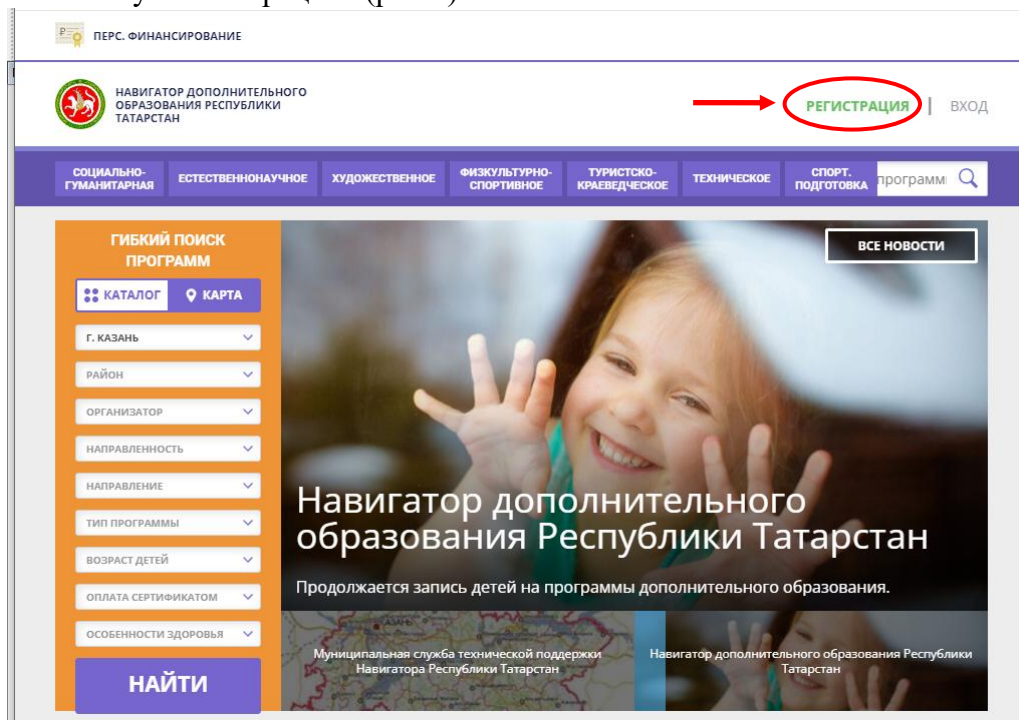 ПЕРС. ФИНАНСИРОВАНИЕ
НАВИГАТОР ДОПОЛНИТЕЛЬНОГО
ОБРАЗОВАНИЯ РЕСПУБЛИКИ
ТАТАРСТАН
РЕГИСТРАЦИЯ | ВХОД
СОЦИАЛЬНО-
ГУМАНИТАРНАЯ
ЕСТЕСТВЕННОНАУЧНОЕ
ХУДОЖЕСТВЕННОЕ
ФИЗКУЛЬТУРНО-
СПОРТИВНОЕ
ТУРИСТСКО-
КРАЕВЕДЧЕСКОЕ
ТЕХНИЧЕСКОЕ
СПОРТ.
ПОДГОТОВКА
программ
ГИБКИЙ ПОИСК
ПРОГРАММ
КАТАЛОГ
КАРТА
Г. КАЗАНЬ
РАЙОН
ОРГАНИЗАТОР
НАПРАВЛЕННОСТЬ
НАПРАВЛЕНИЕ
ТИП ПРОГРАММЫ
ВОЗРАСТ ДЕТЕЙ
ОПЛАТА СЕРТИФИКАТОМ
ОСОБЕННОСТИ ЗДОРОВЬЯ
НАЙТИ
ВСЕ НОВОСТИ
Навигатор дополнительного
образования Республики Татарстан
Продолжается запись детей на программы дополнительного образования.
Муниципальная служба технической поддержки
Навигатора Республики Татарстан
Навигатор дополнительного образования Республики
Татарстан